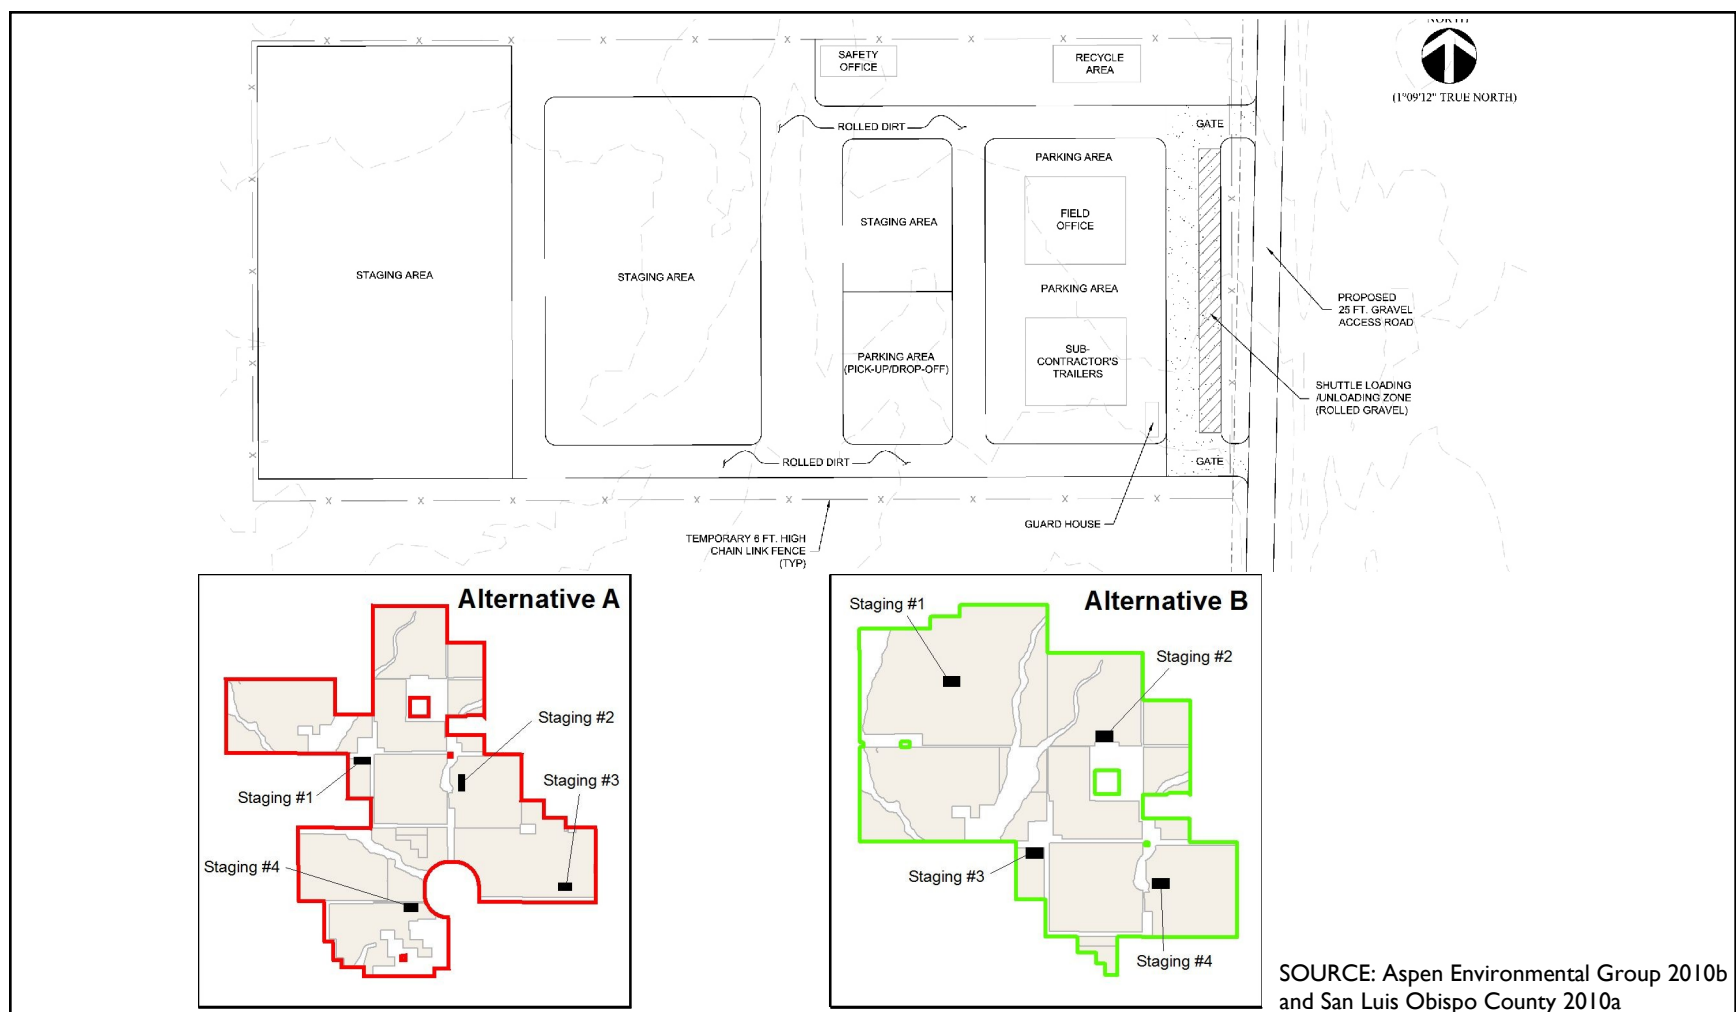 NORTH
(1°09'12" TRUE NORTH)
SAFETY
OFFICE
RECYCLE
AREA
ROLLED DIRT
GATE
PARKING AREA
STAGING AREA
FIELD
OFFICE
STAGING AREA
STAGING AREA
PARKING AREA
PROPOSED
25 FT. GRAVEL
ACCESS ROAD
PARKING AREA
(PICK-UP/DROP-OFF)
SUB-
CONTRACTOR'S
TRAILERS
SHUTTLE LOADING
/UNLOADING ZONE
(ROLLED GRAVEL)
ROLLED DIRT
GATE
GUARD HOUSE
TEMPORARY 6 FT. HIGH
CHAIN LINK FENCE
(TYP)
Alternative A
Staging #2
Staging #3
Staging #1
Staging #4
Alternative B
Staging #1
Staging #2
Staging #3
Staging #4
SOURCE: Aspen Environmental Group 2010b
and San Luis Obispo County 2010a